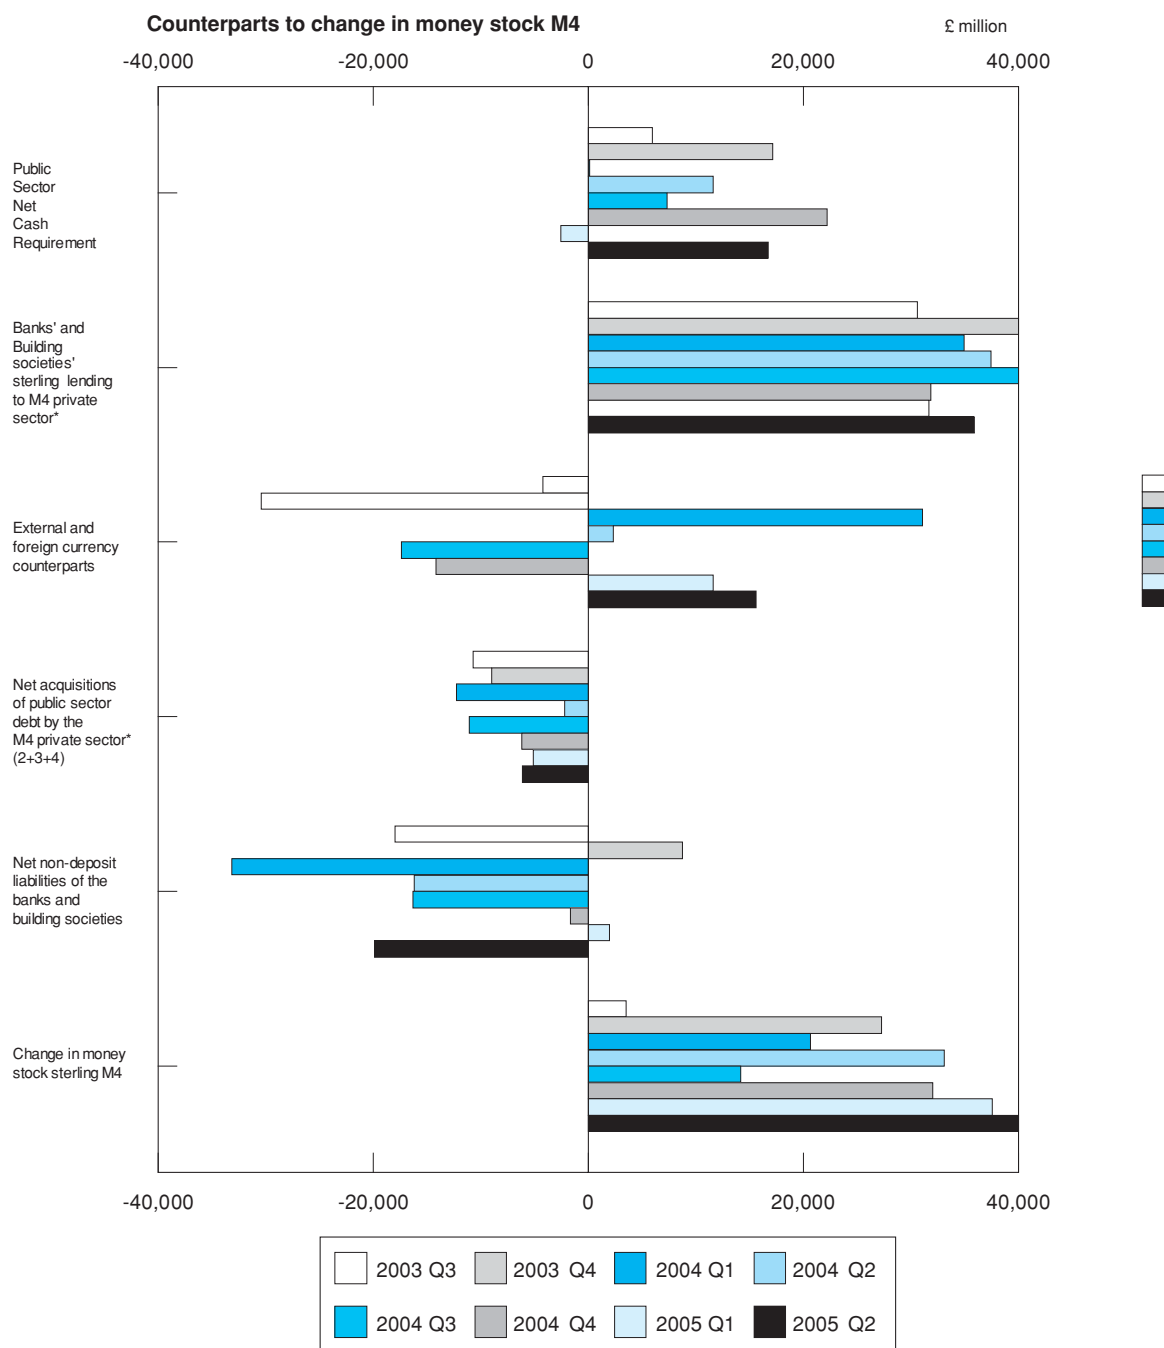 Counterparts to change in money stock M4
£ million
-40,000 -20,000 0 20,000 40,000
Public
Sector
Net
Cash
Requirement
Banks' and
Building
societies'
sterling lending
to M4 private
sector*
External and
foreign currency
counterparts
Net acquisitions
of public sector
debt by the
M4 private sector*
(2+3+4)
Net non-deposit
liabilities of the
banks and
building societies
Change in money
stock sterling M4
-40,000 -20,000 0 20,000 40,000
2003 Q3 2003 Q4 2004 Q1 2004 Q2
2004 Q3 2004 Q4 2005 Q1 2005 Q2